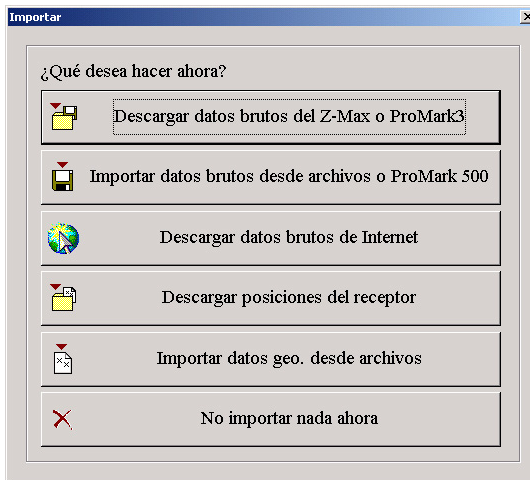 Importar
¿Qué desea hacer ahora?
Descargar datos brutos del Z-Max o ProMark3
Importar datos brutos desde archivos o ProMark 500
Descargar datos brutos de Internet
Descargar posiciones del receptor
Importar datos geo. desde archivos
No importar nada ahora